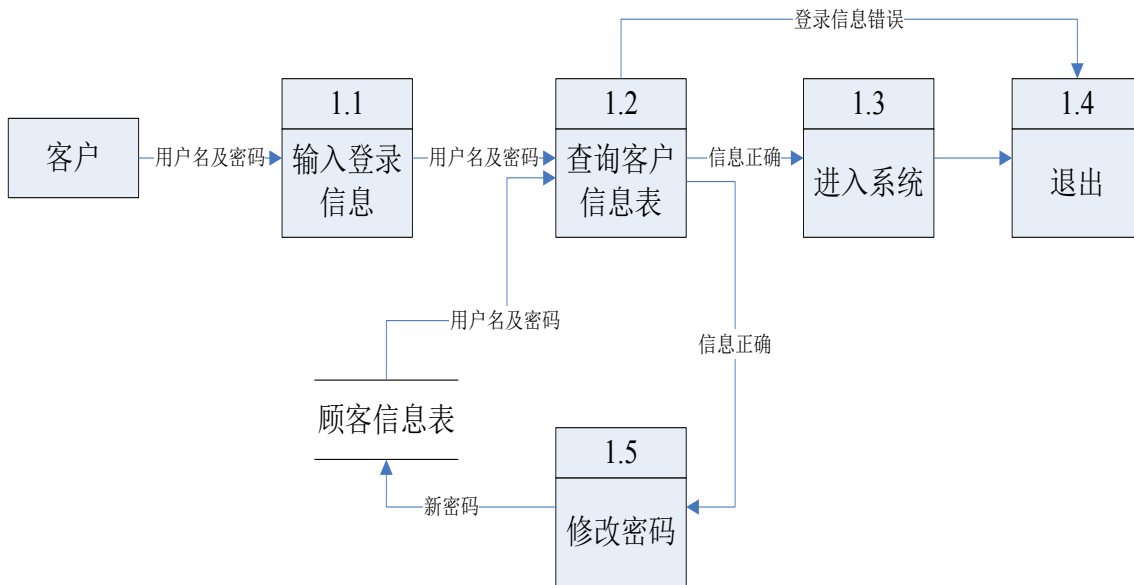 登录信息错误
1.1
1.2
1.3
1.4
客户
用户名及密码
输入登录
信息
用户名及密码
查询客户
信息表
信息正确
进入系统
退出
用户名及密码
信息正确
顾客信息表
1.5
新密码
修改密码